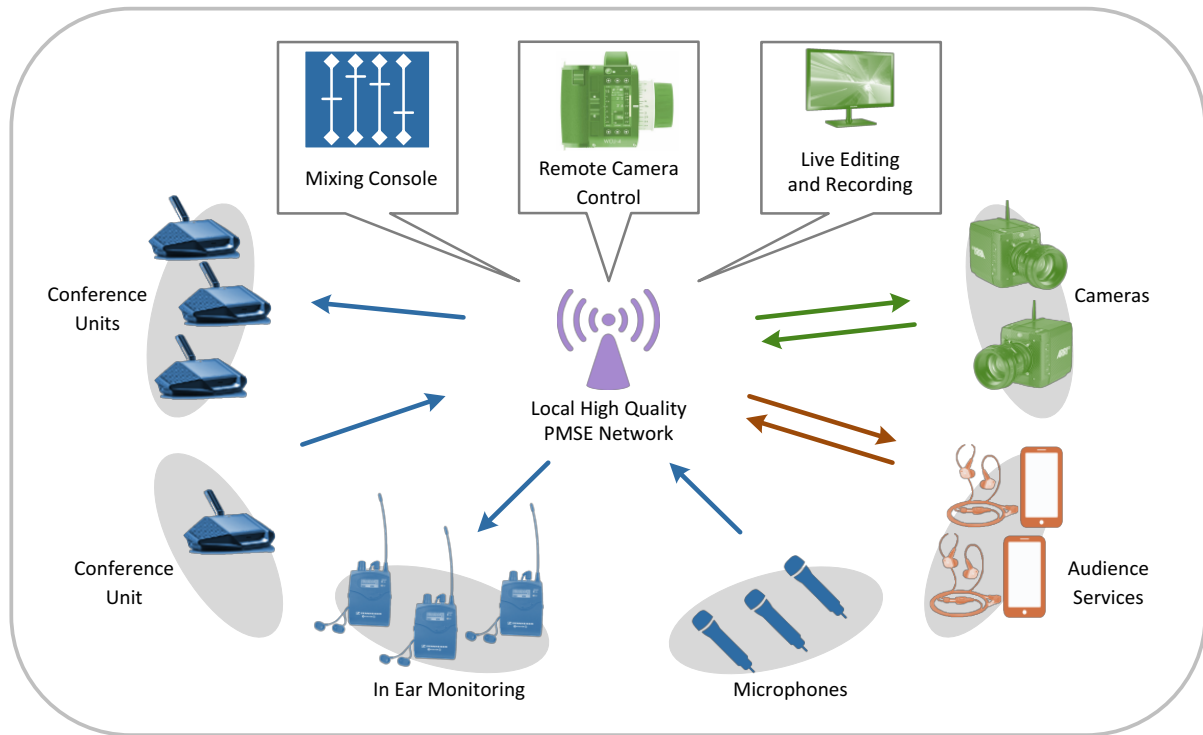 Mixing Console
Remote Camera
Control
Live Editing
and Recording
Conference
Units
Cameras
Local High Quality
PMSE Network
Conference
Unit
Audience
Services
In Ear Monitoring
Microphones